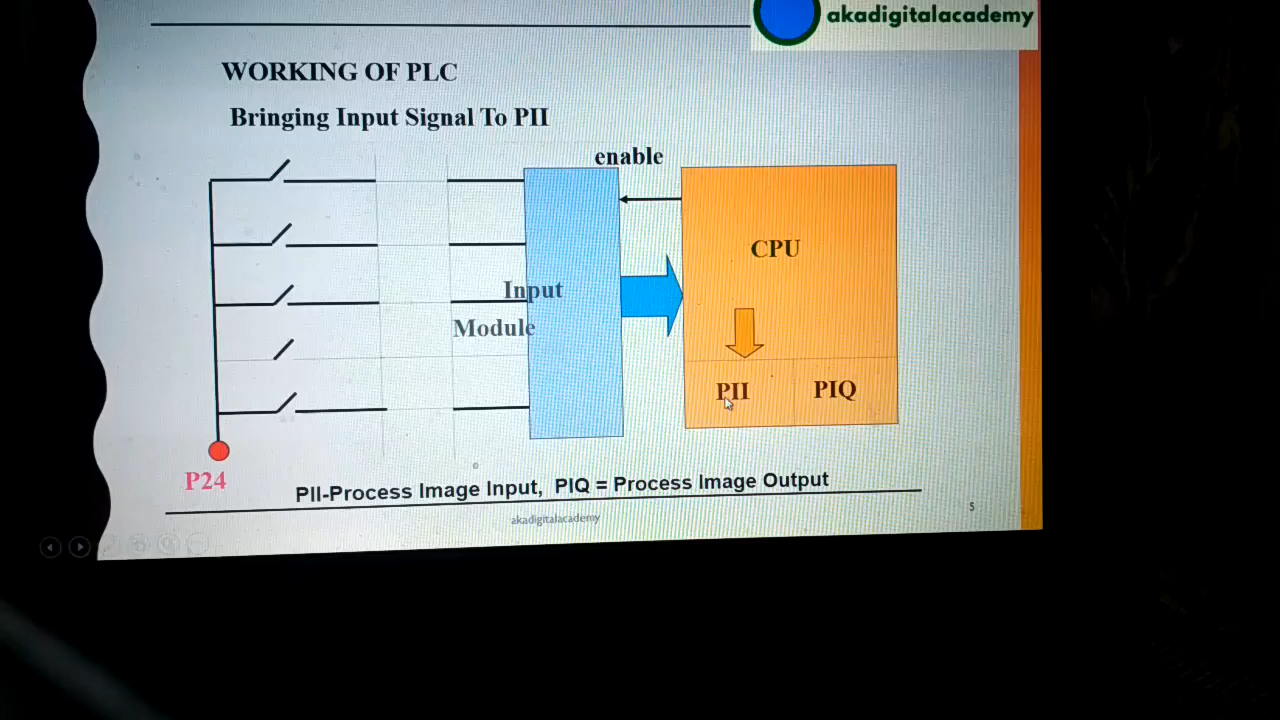 akadigitalacademy
WORKING OF PLC
Bringing Input Signal To PII
enable
CPU
Input
Module
PII
PIQ
P24
PII-Process Image Input, PIQ = Process Image Output
akadigitalacademy
5